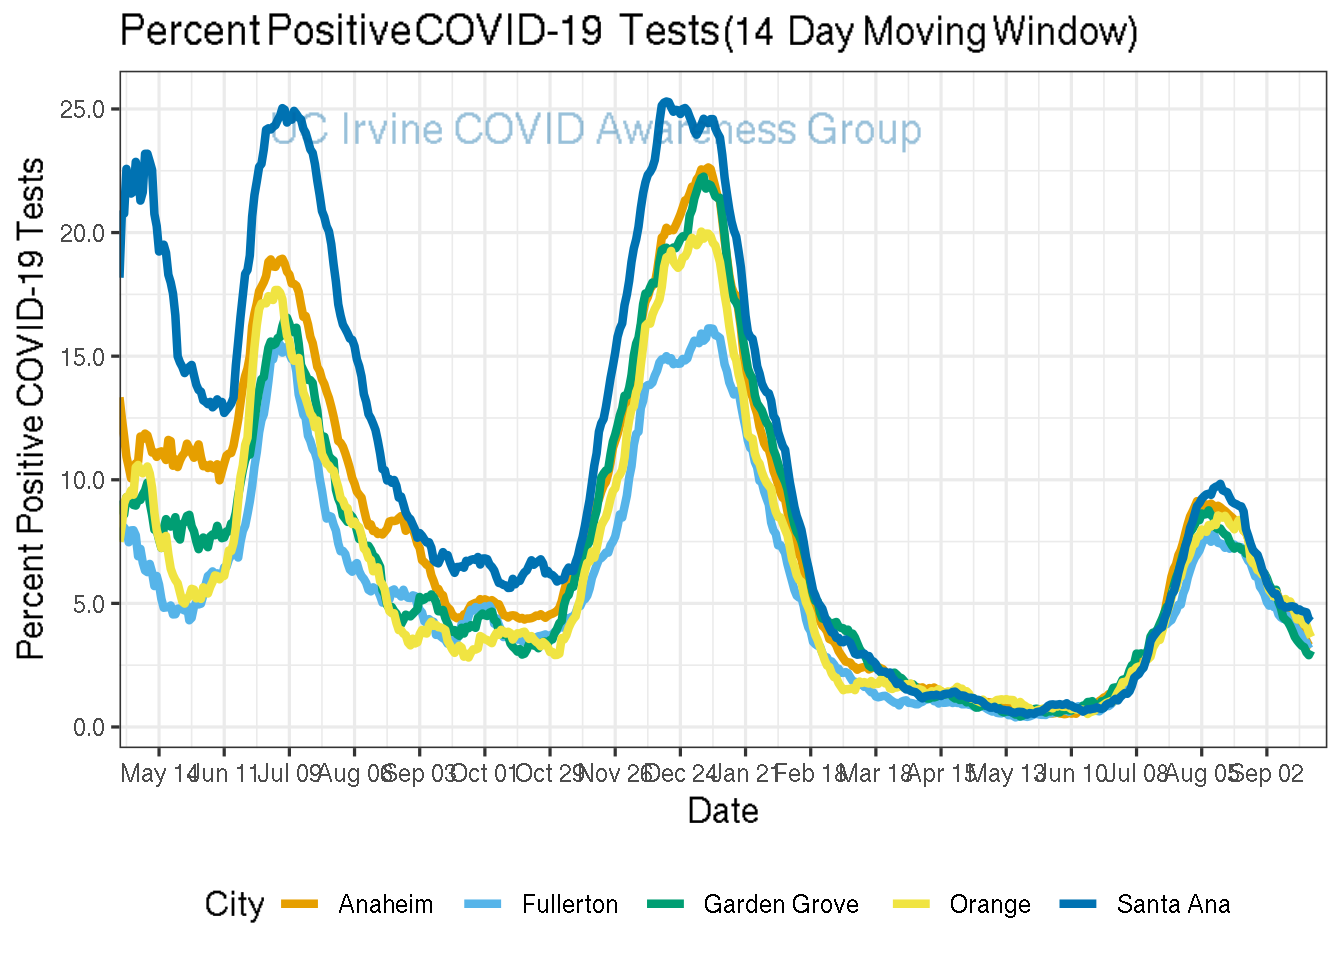 Percent Positive COVID-19 Tests(14 Day Moving Window)
UC Irvine COVID Awareness Group
Percent Positive COVID-19 Tests
25.0
20.0
15.0
10.0
5.0
0.0
May 14 Jun 11 Jul 09 Aug 06 Sep 03 Oct 01 Oct 29 Nov 26 Dec 24 Jan 21 Feb 18 Mar 18 Apr 15 May 13 Jun 10 Jul 08 Aug 05 Sep 02
Date
City Anaheim Fullerton Garden Grove Orange Santa Ana